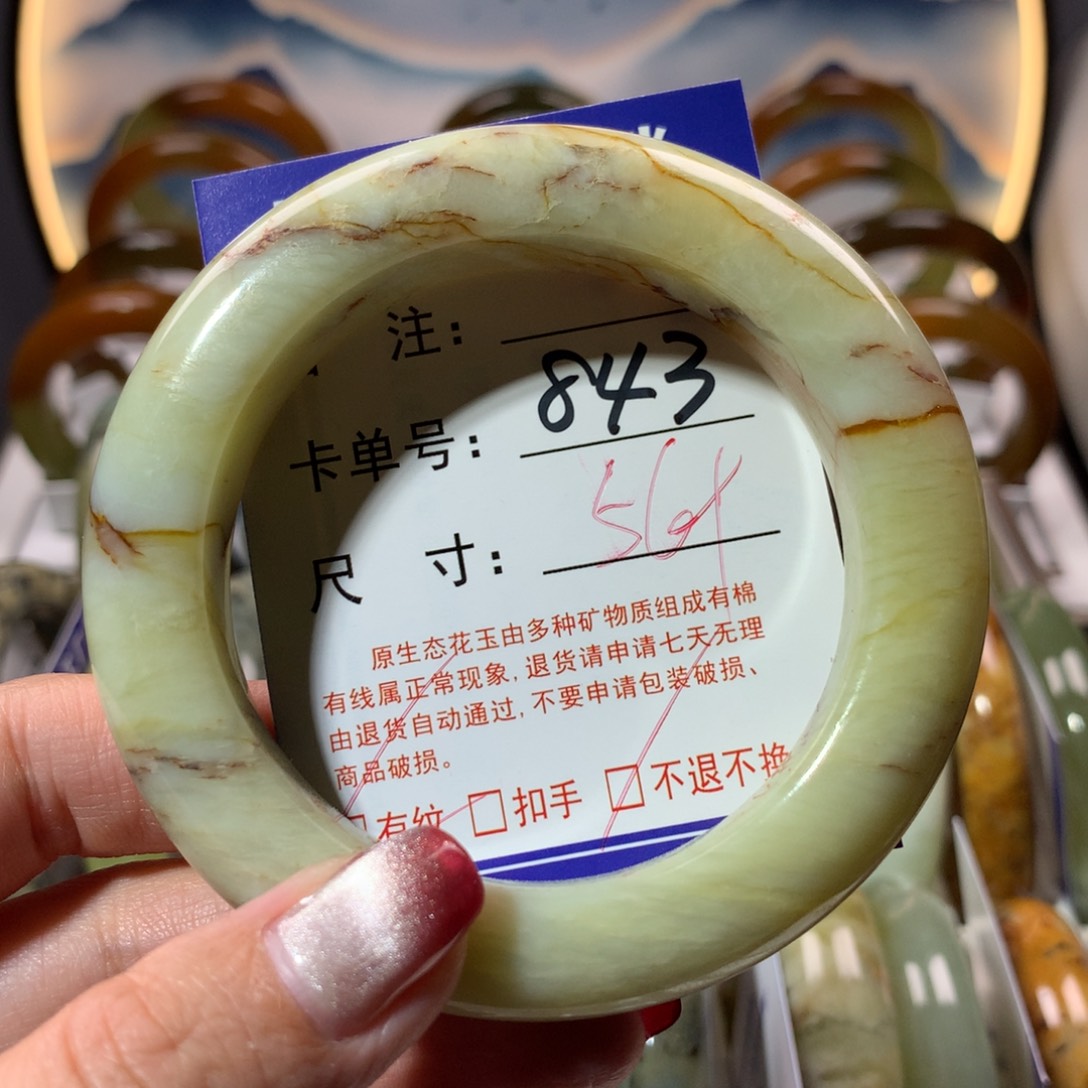 注：
843
卡单号：
尺 寸：
原生态花玉由多种矿物质组成有棉
有线属正常现象，退货请申请七天无理
由退货自动通过，不要申请包装破损、
商品破损。
有纹 □扣手 □不退不换